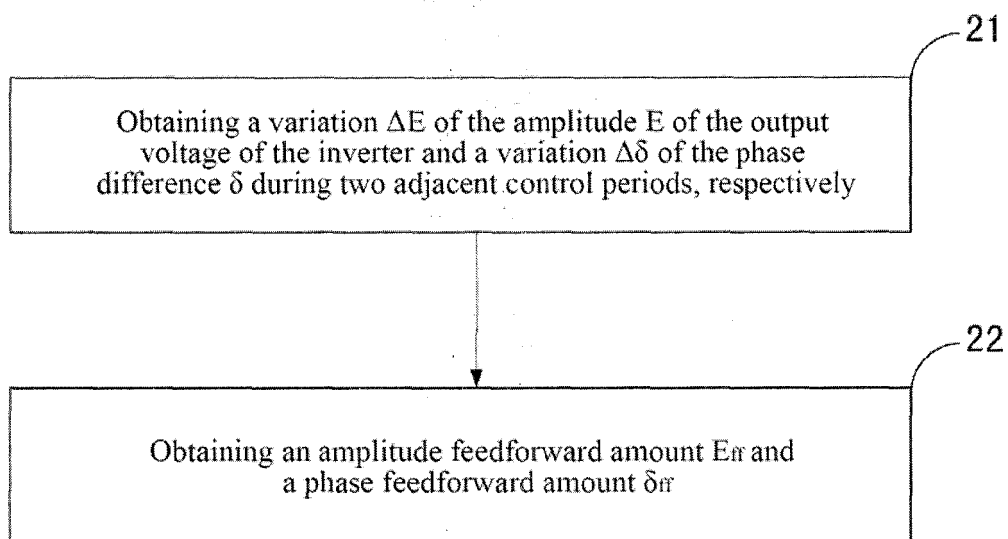 21
Obtaining a variation ΔE of the amplitude E of the output
voltage of the inverter and a variation Δδ of the phase
difference δ during two adjacent control periods, respectively
22
Obtaining an amplitude feedforward amount Eff and
a phase feedforward amount δff